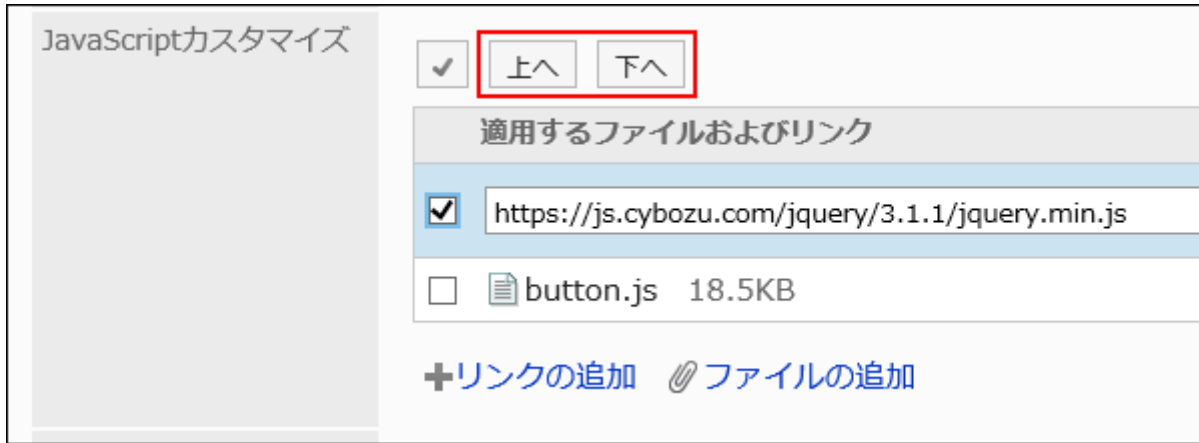 JavaScriptカスタマイズ
上へ 下へ
適用するファイルおよびリンク
https://js.cybozu.com/jquery/3.1.1/jquery.min.js
button.js 18.5KB
リンクの追加 ファイルの追加